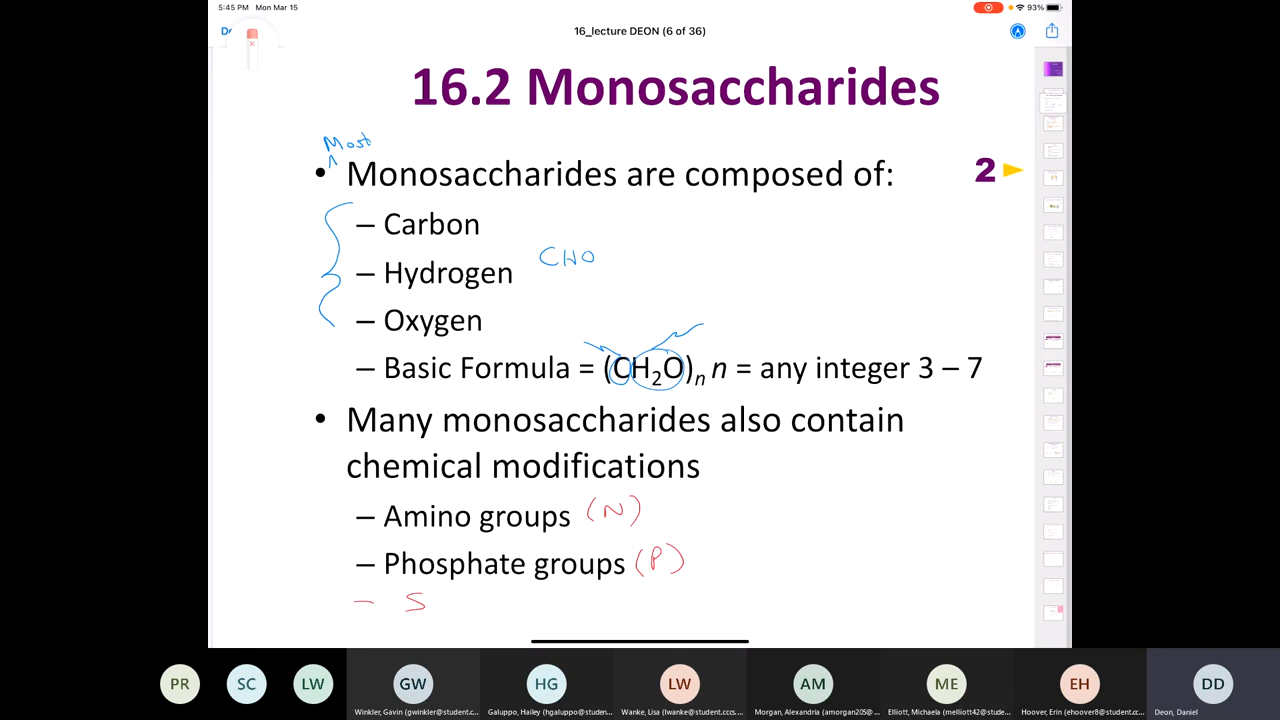 5:45 PM Mon Mar 15
93%
16_lecture DEON (6 of 36)
16.2 Monosaccharides
Most
• Monosaccharides are composed of:
2
– Carbon
CHO
– Hydrogen
– Oxygen
– Basic Formula = (CH₂O)ₙ n = any integer 3 – 7
• Many monosaccharides also contain
chemical modifications
– Amino groups (N)
– Phosphate groups (P)
– S
PR SC LW GW HG LW AM ME EH DD
Winkler, Gavin (gwinkler@student.c... Galuppo, Hailey (hgaluppo@studen... Wanke, Lisa (lwanke@student.cccs.... Morgan, Alexandria (amorgan205@... Elliott, Michaela (melliott42@stude... Hoover, Erin (ehoover8@student.cc... Deon, Daniel